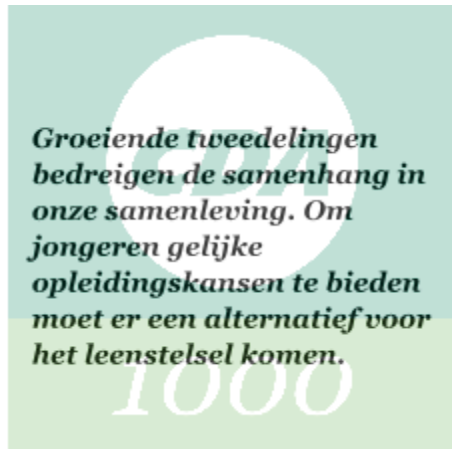 CDA
Groeiende tweedelingen
bedreigen de samenhang in
onze samenleving. Om
jongeren gelijke
opleidingskansen te bieden
moet er een alternatief voor
het leenstelsel komen.
1000